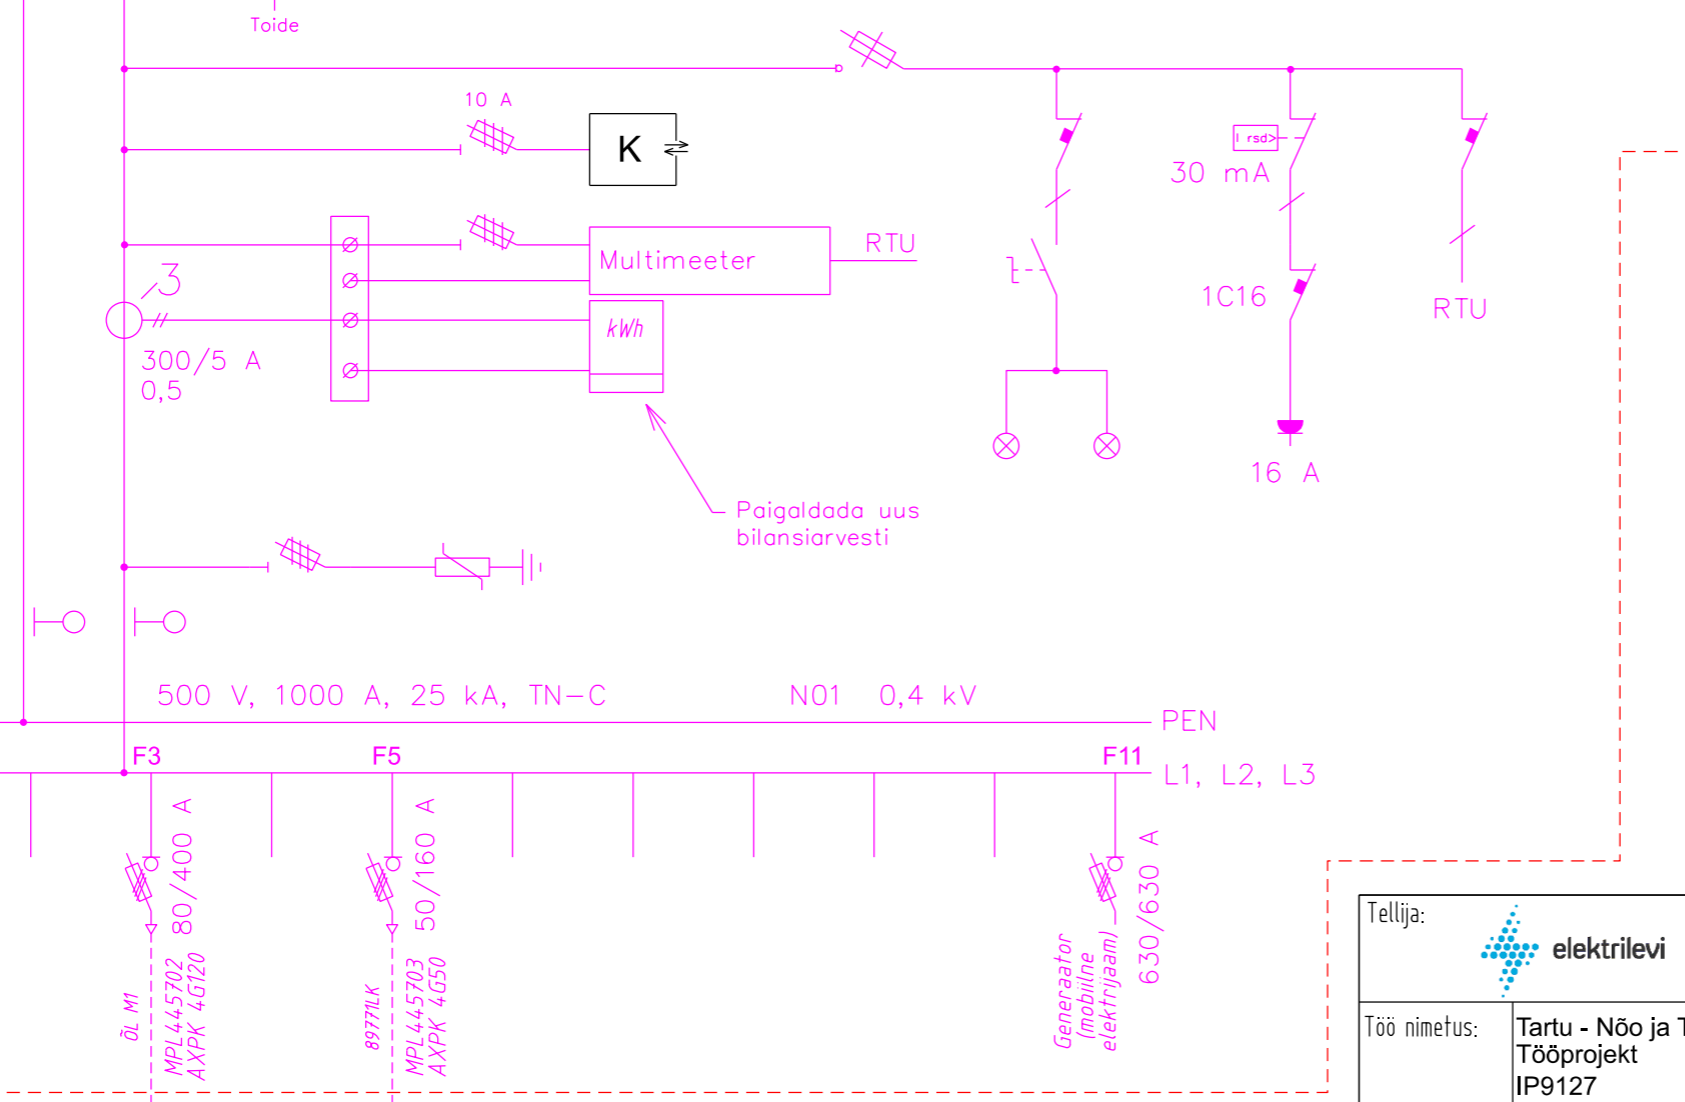 Toide
10 A
K
I rsd>
30 mA
RTU
Multimeeter
3
kWh
1C16
RTU
300/5 A
0,5
16 A
Paigaldada uus
bilansiarvesti
500 V, 1000 A, 25 kA, TN-C
N01 0,4 kV
PEN
F3
F5
F11
L1, L2, L3
80/400 A
50/160 A
630/630 A
ÕL M1
MPL445702
AXPK 4G120
89771LK
MPL445703
AXPK 4G50
Generaator
(mobiilne
elektrijaam)
Tellija:
elektrilevi
Töö nimetus:
Tartu - Nõo ja T
Tööprojekt
IP9127